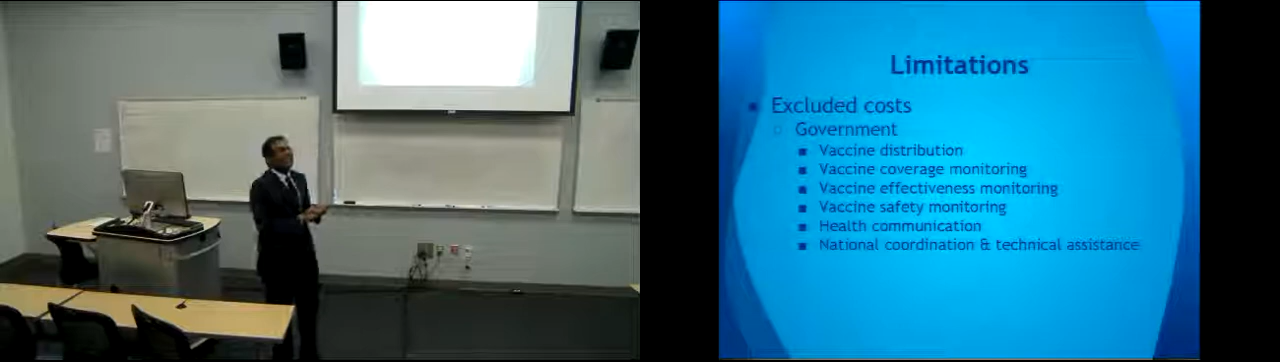 Limitations
Excluded costs
Government
Vaccine distribution
Vaccine coverage monitoring
Vaccine effectiveness monitoring
Vaccine safety monitoring
Health communication
National coordination & technical assistance